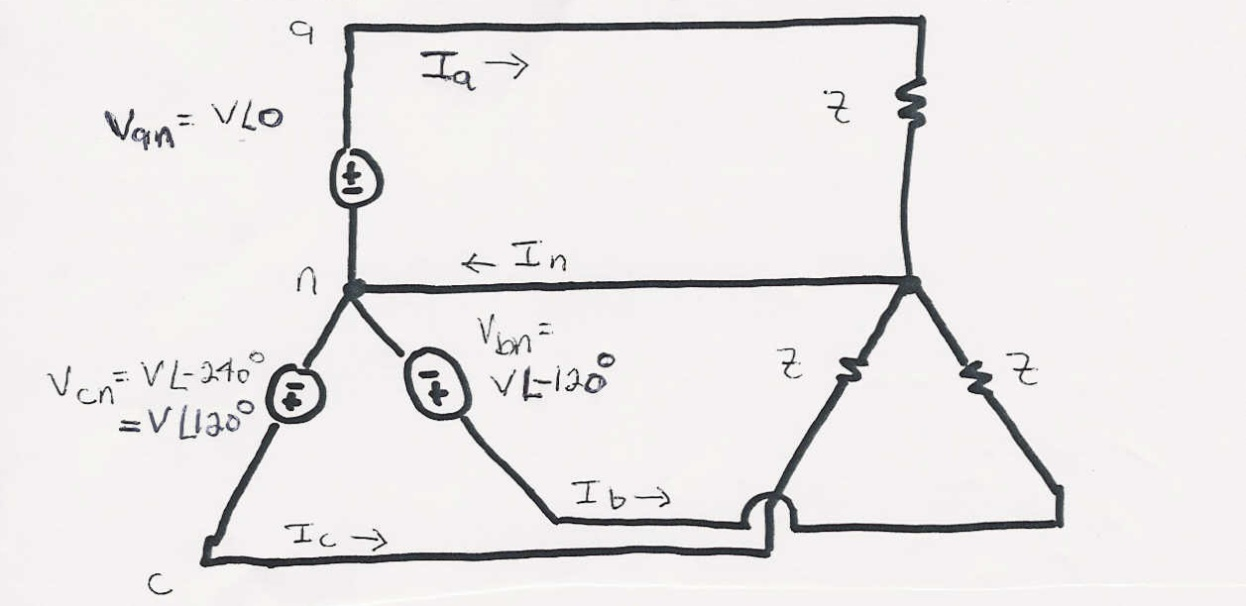 a
Ia →
Z
Van = V∠0
±
n
← In
Vbn =
V∠-120°
Vcn = V∠-240°
= V∠120°
Z
Z
Ib →
Ic →
c